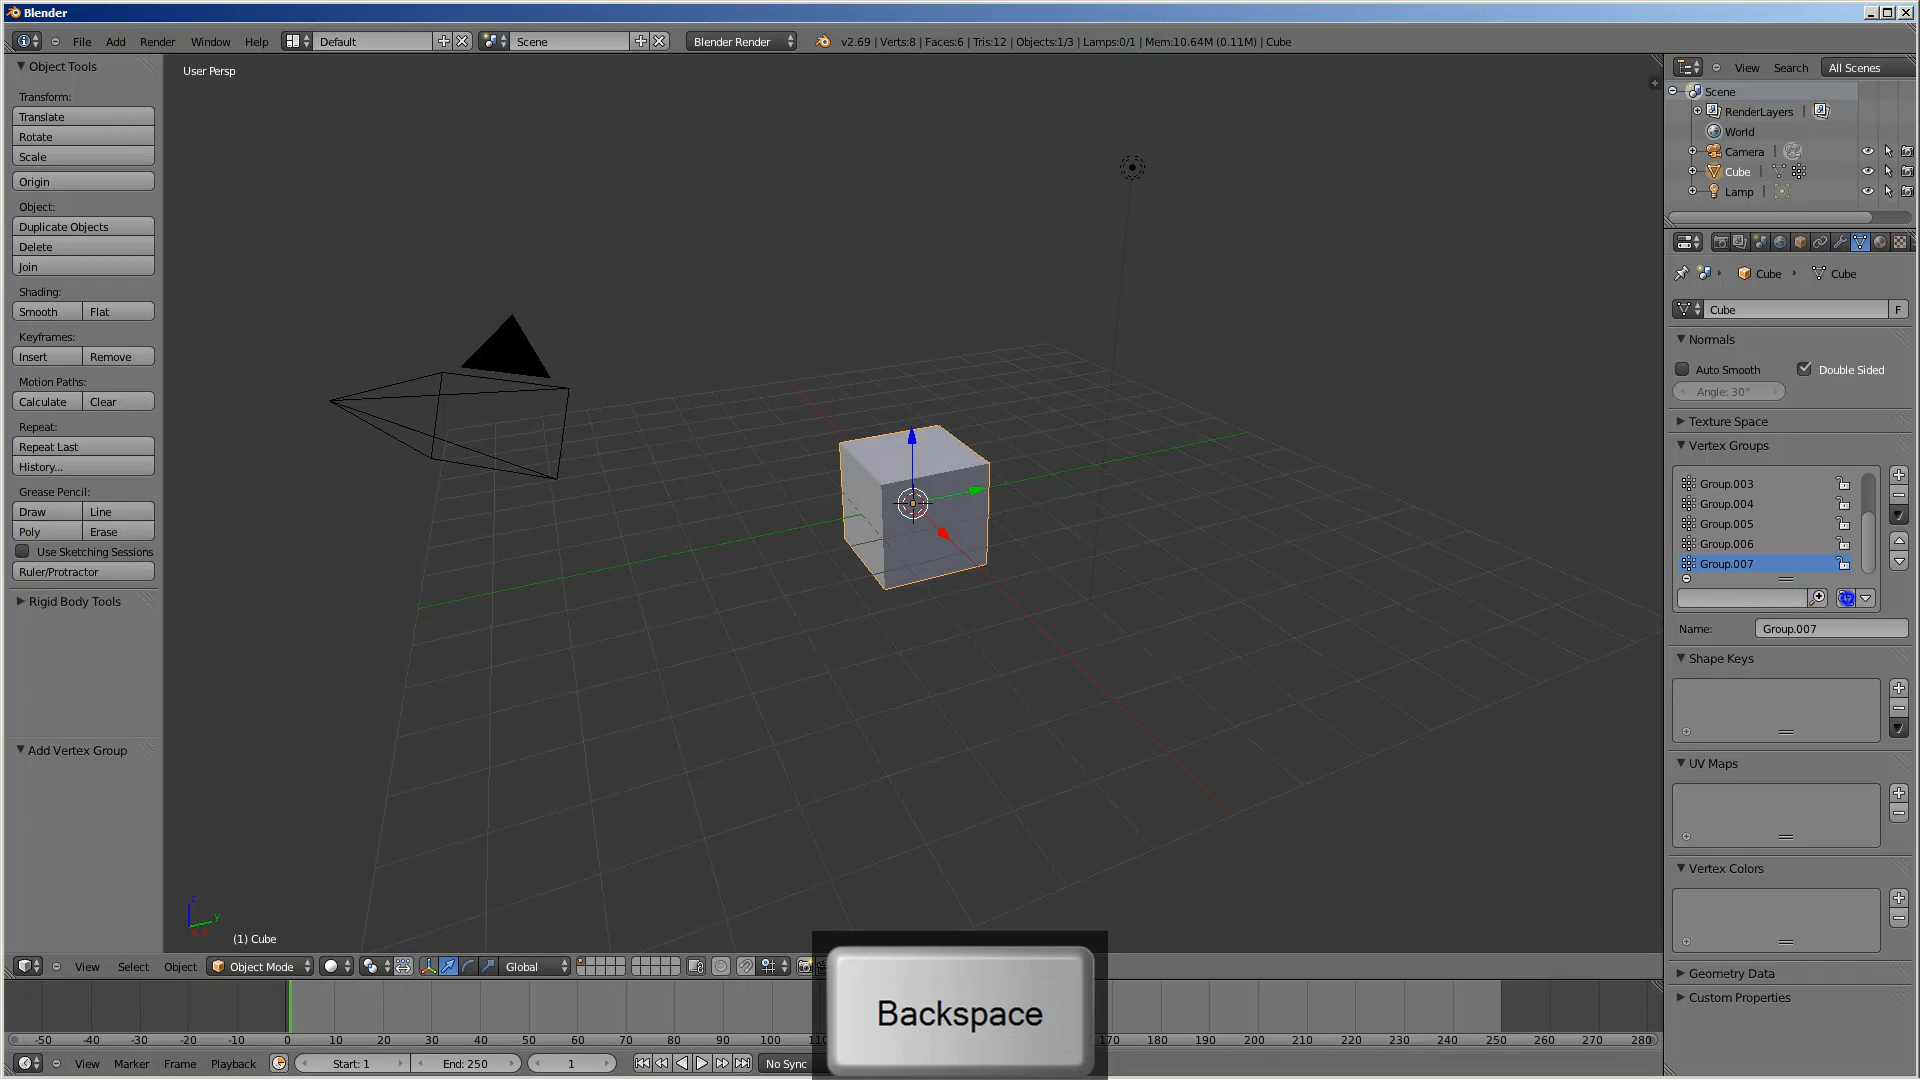 Blender
File Add Render Window Help Default Scene Blender Render v2.69 | Verts:8 | Faces:6 | Tris:12 | Objects:1/3 | Lamps:0/1 | Mem:10.64M (0.11M) | Cube
Object Tools
Transform:
Translate
Rotate
Scale
Origin
Object:
Duplicate Objects
Delete
Join
Shading:
Smooth Flat
Keyframes:
Insert Remove
Motion Paths:
Calculate Clear
Repeat:
Repeat Last
History...
Grease Pencil:
Draw Line
Poly Erase
Use Sketching Sessions
Ruler/Protractor
Rigid Body Tools
Add Vertex Group
User Persp
z
y
x
(1) Cube
View Search All Scenes
Scene
RenderLayers |
World
Camera |
Cube |
Lamp |
Cube Cube
Cube F
Normals
Auto Smooth Double Sided
Angle: 30°
Texture Space
Vertex Groups
Group.003
Group.004
Group.005
Group.006
Group.007
Name: Group.007
Shape Keys
UV Maps
Vertex Colors
Geometry Data
Custom Properties
View Select Object Object Mode Global
Backspace
-50 -40 -30 -20 -10 0 10 20 30 40 50 60 70 80 90 100 170 180 190 200 210 220 230 240 250 260 270 280
View Marker Frame Playback Start: 1 End: 250 1 No Sync